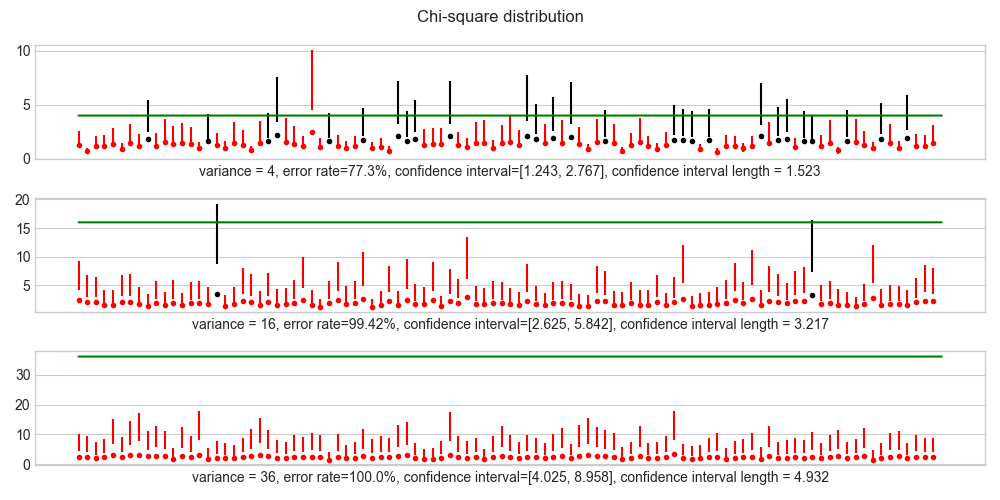 Chi-square distribution
10
5
0
variance = 4, error rate=77.3%, confidence interval=[1.243, 2.767], confidence interval length = 1.523
20
15
10
5
variance = 16, error rate=99.42%, confidence interval=[2.625, 5.842], confidence interval length = 3.217
30
20
10
0
variance = 36, error rate=100.0%, confidence interval=[4.025, 8.958], confidence interval length = 4.932